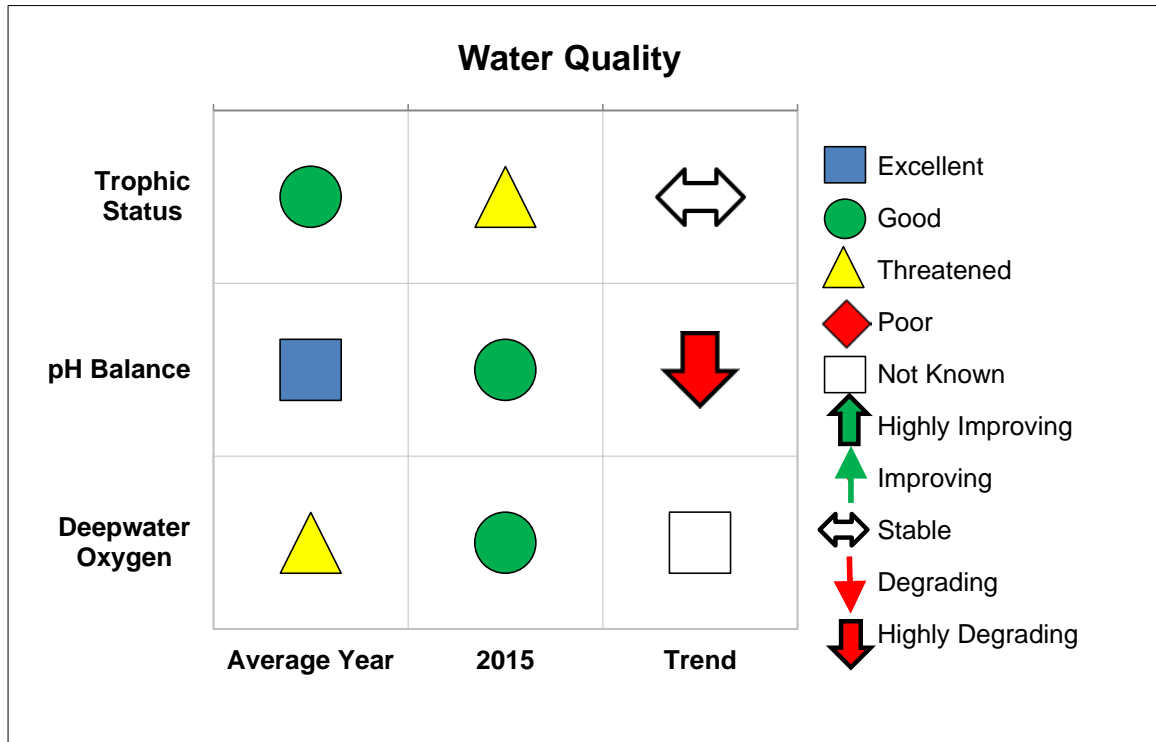 Water Quality
Trophic
Status
pH Balance
Deepwater
Oxygen
Average Year
2015
Trend
Excellent
Good
Threatened
Poor
Not Known
Highly Improving
Improving
Stable
Degrading
Highly Degrading